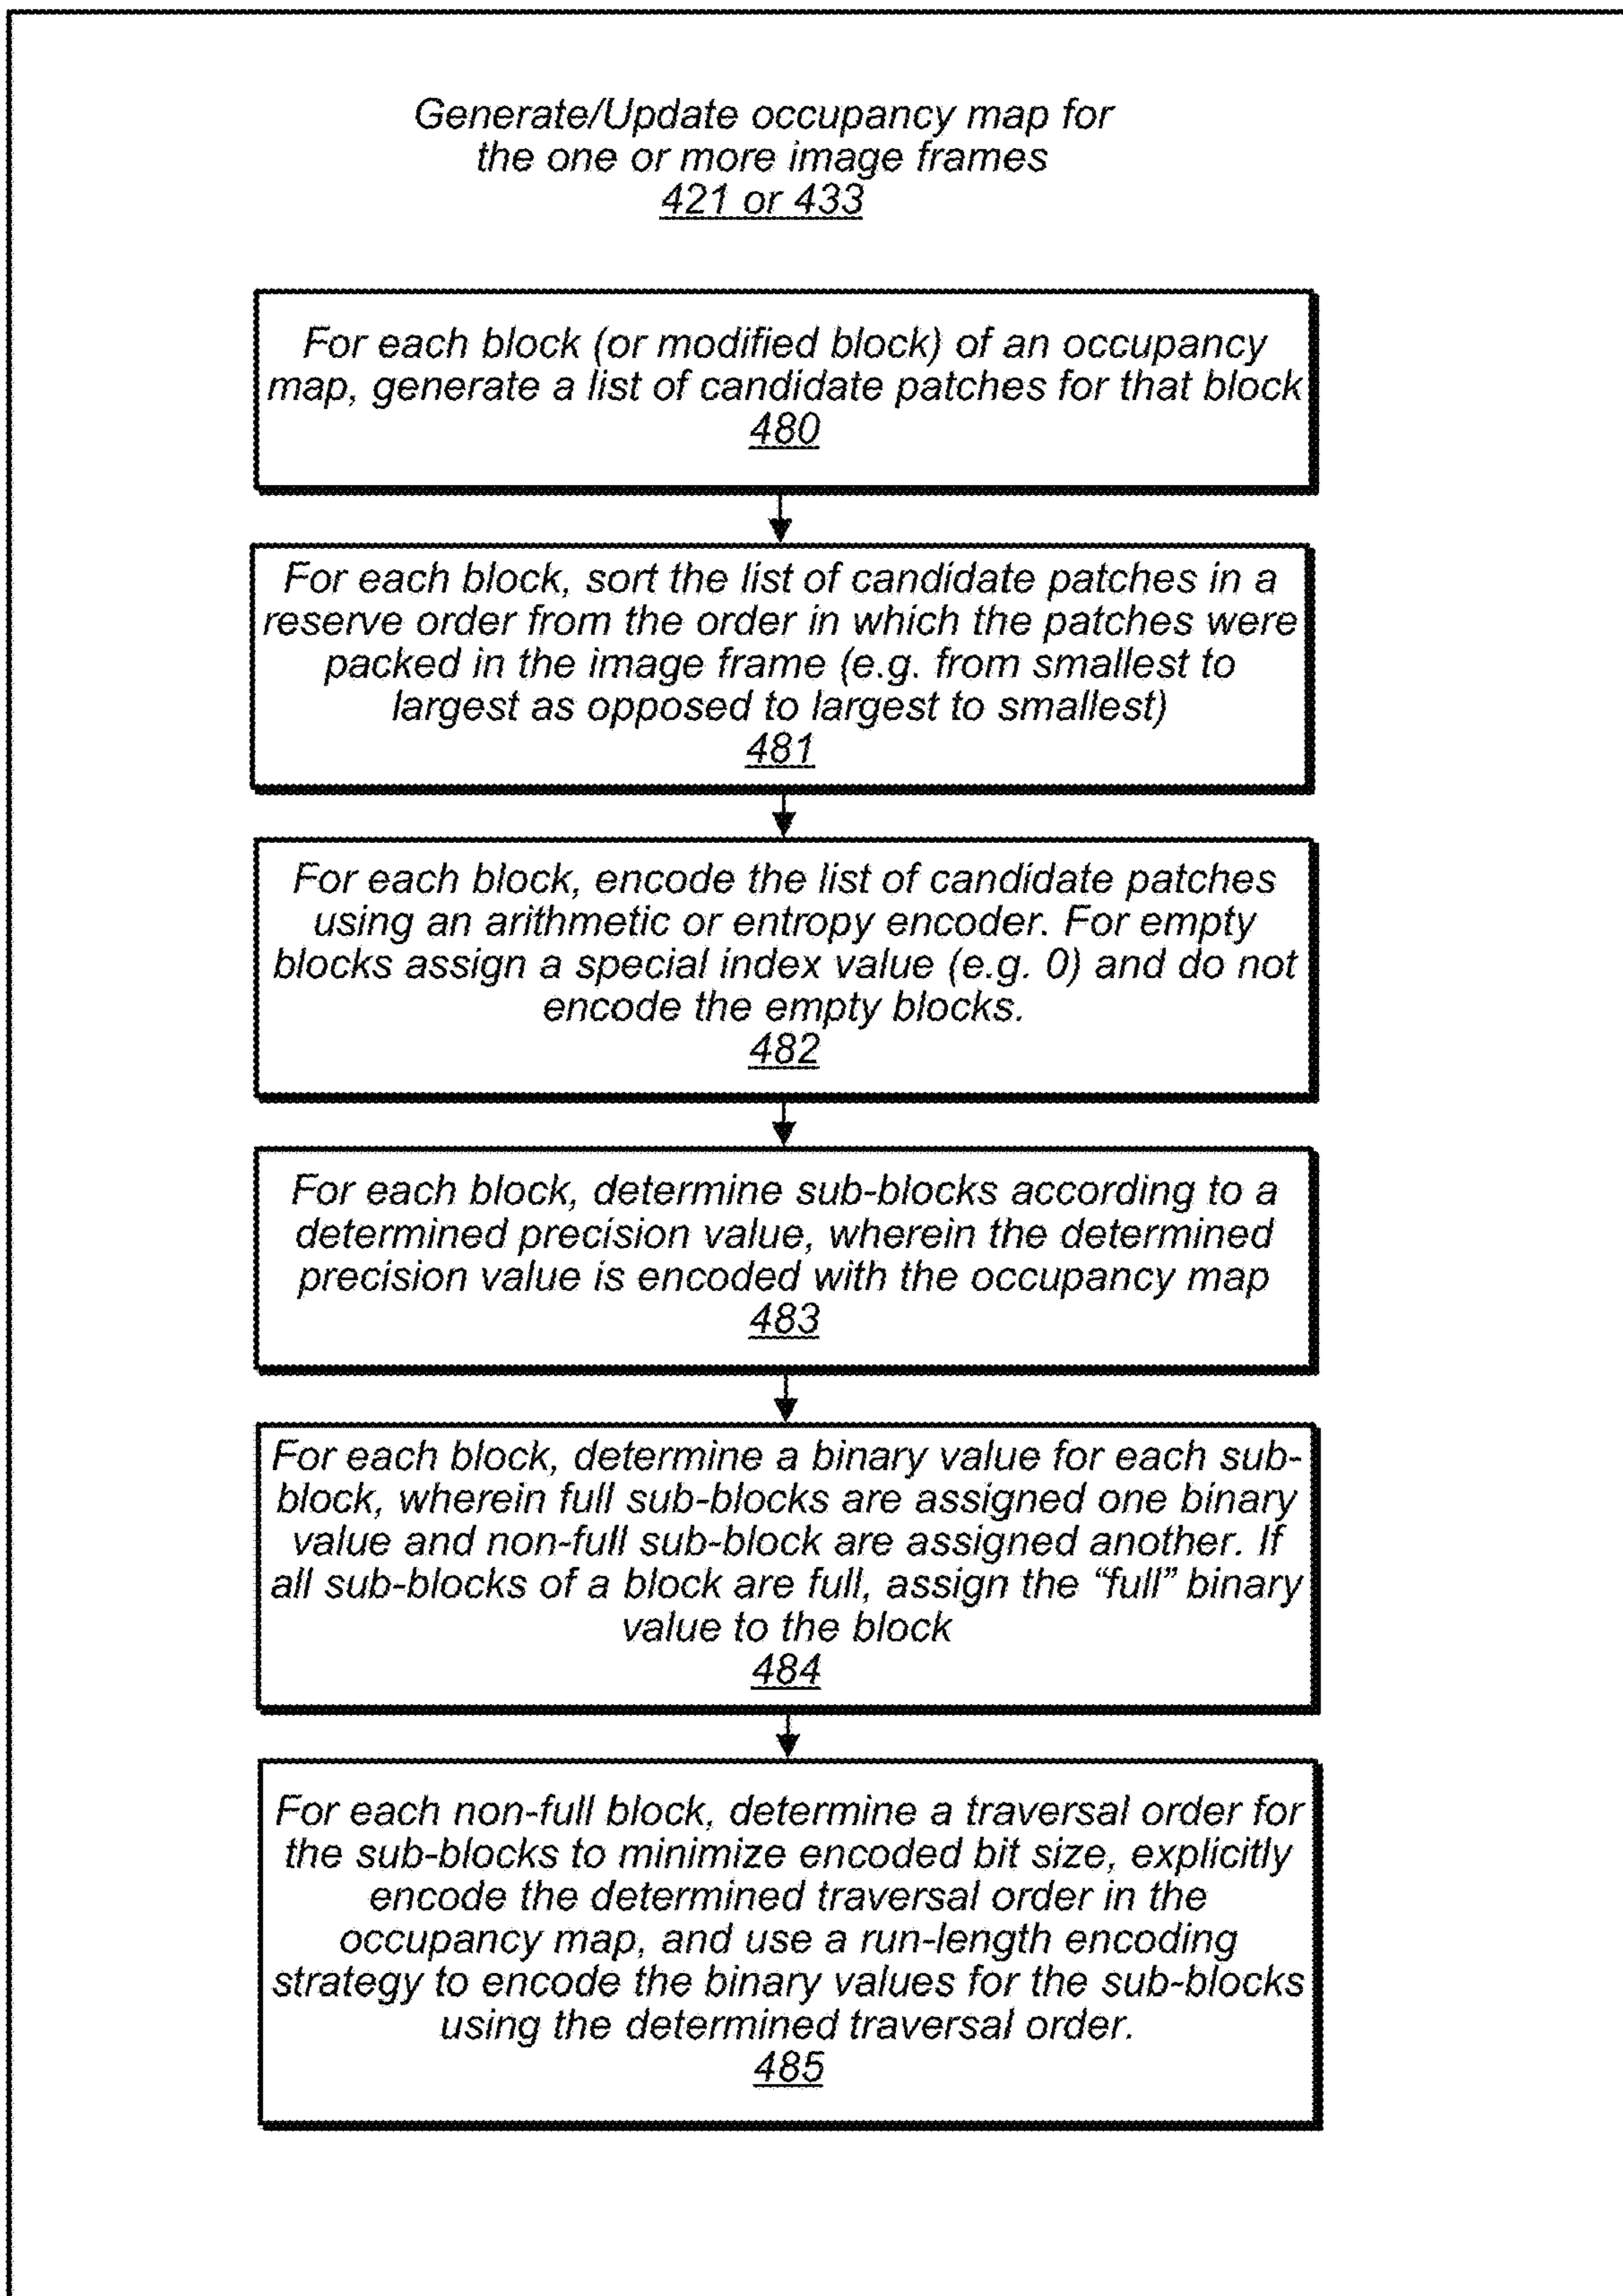 Generate/Update occupancy map for
the one or more image frames
421 or 433
For each block (or modified block) of an occupancy
map, generate a list of candidate patches for that block
480
For each block, sort the list of candidate patches in a
reserve order from the order in which the patches were
packed in the image frame (e.g. from smallest to
largest as opposed to largest to smallest)
481
For each block, encode the list of candidate patches
using an arithmetic or entropy encoder. For empty
blocks assign a special index value (e.g. 0) and do not
encode the empty blocks.
482
For each block, determine sub-blocks according to a
determined precision value, wherein the determined
precision value is encoded with the occupancy map
483
For each block, determine a binary value for each sub-
block, wherein full sub-blocks are assigned one binary
value and non-full sub-block are assigned another. If
all sub-blocks of a block are full, assign the “full” binary
value to the block
484
For each non-full block, determine a traversal order for
the sub-blocks to minimize encoded bit size, explicitly
encode the determined traversal order in the
occupancy map, and use a run-length encoding
strategy to encode the binary values for the sub-blocks
using the determined traversal order.
485